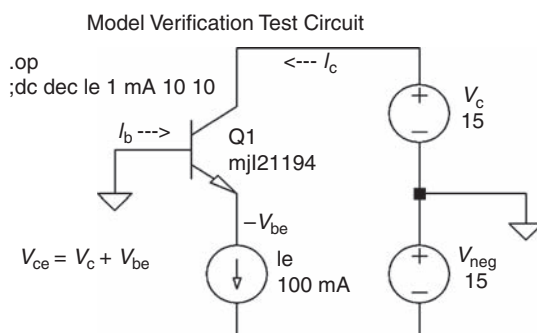 Model Verification Test Circuit
.op
;dc dec le 1 mA 10 10
<--- Ic
Ib --->
Q1
mjl21194
+
Vc
15
−
−Vbe
Vce = Vc + Vbe
Ie
100 mA
+
Vneg
15
−